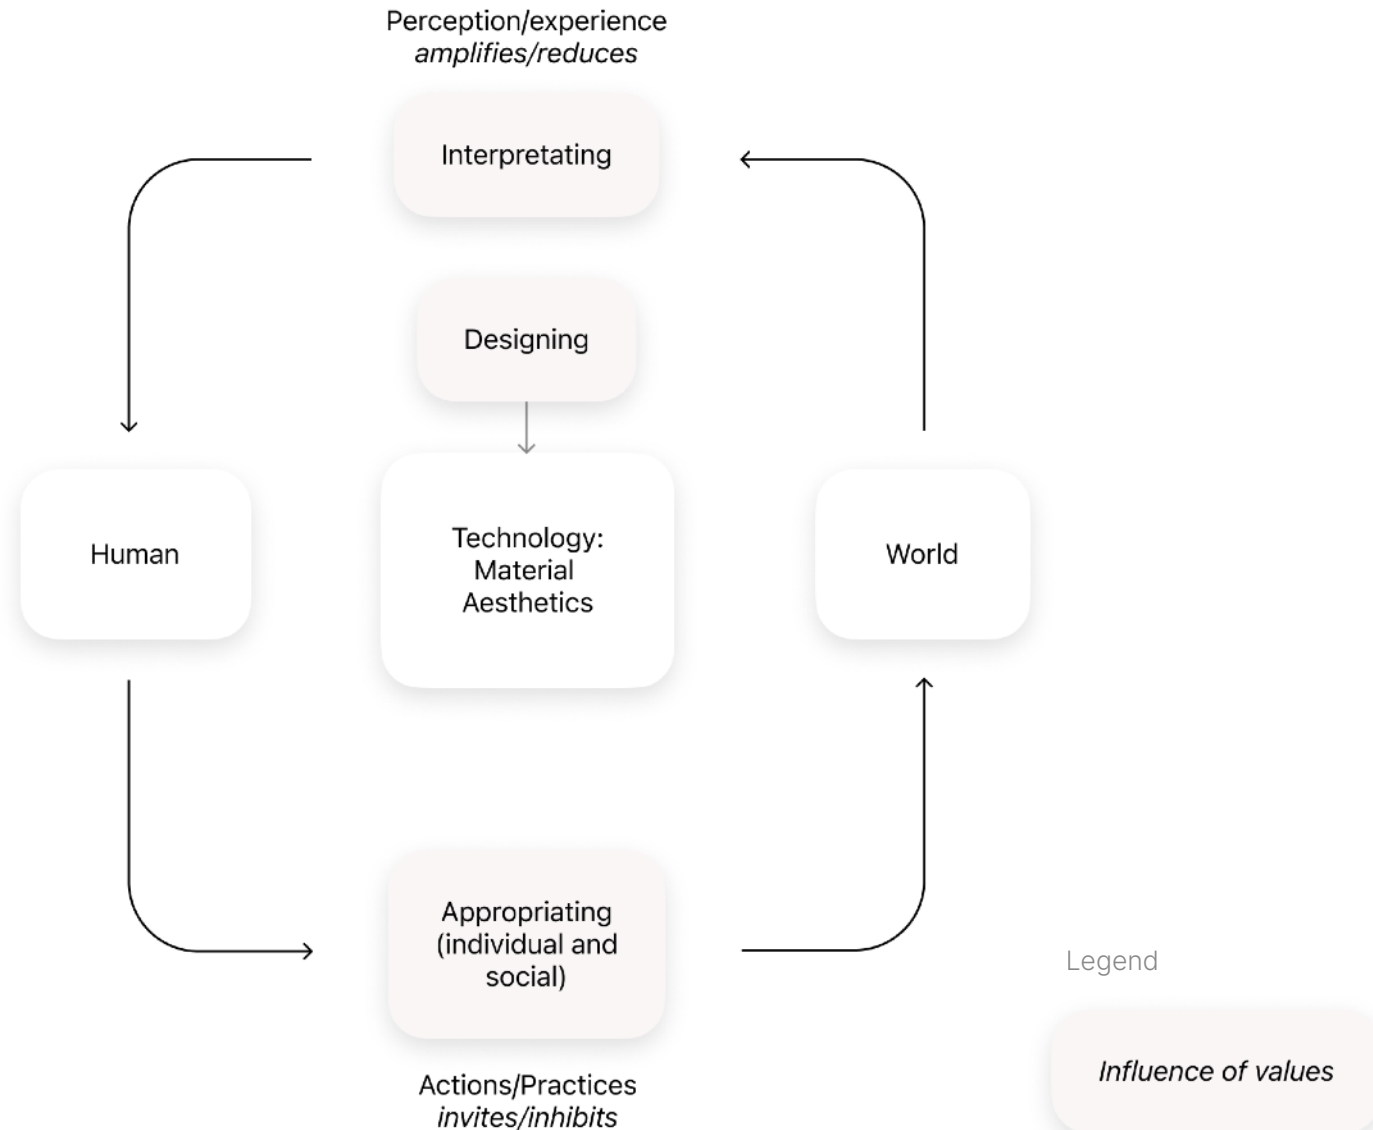 Perception/experience
amplifies/reduces
Interpretating
Designing
Human
Technology:
Material
Aesthetics
World
Appropriating
(individual and
social)
Actions/Practices
invites/inhibits
Legend
Influence of values